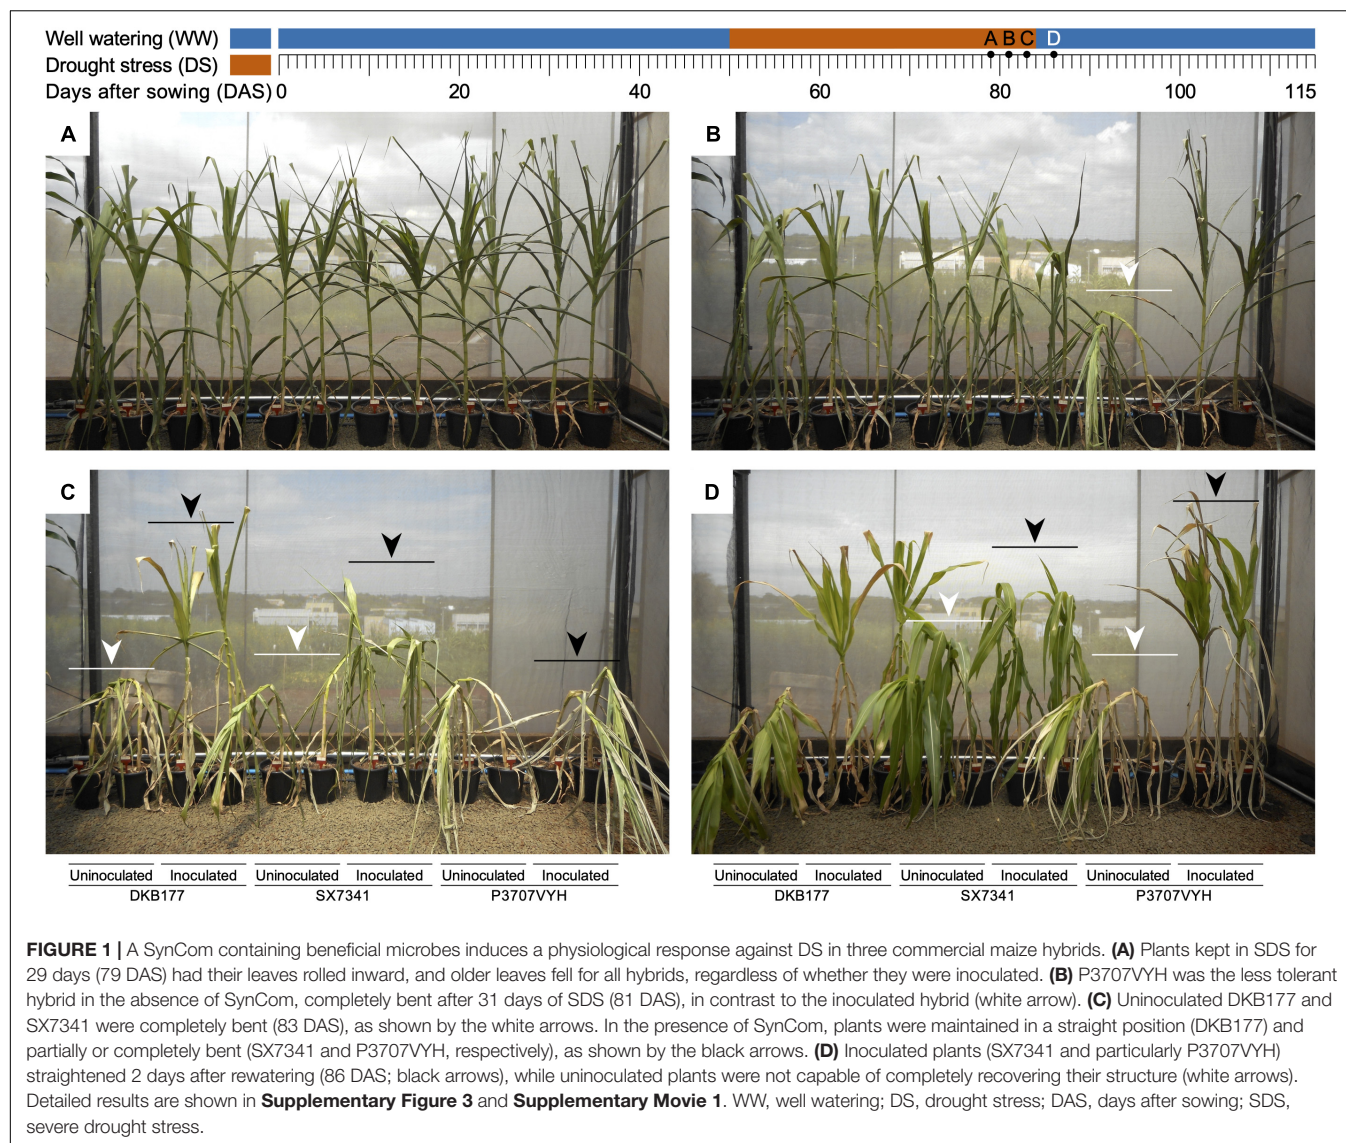 Well watering (WW)
Drought stress (DS)
Days after sowing (DAS) 0 20 40 60 80 100 115
A B C D
A
B
C
D
Uninoculated Inoculated Uninoculated Inoculated Uninoculated Inoculated
DKB177 SX7341 P3707VYH
Uninoculated Inoculated Uninoculated Inoculated Uninoculated Inoculated
DKB177 SX7341 P3707VYH
FIGURE 1 | A SynCom containing beneficial microbes induces a physiological response against DS in three commercial maize hybrids. (A) Plants kept in SDS for
29 days (79 DAS) had their leaves rolled inward, and older leaves fell for all hybrids, regardless of whether they were inoculated. (B) P3707VYH was the less tolerant
hybrid in the absence of SynCom, completely bent after 31 days of SDS (81 DAS), in contrast to the inoculated hybrid (white arrow). (C) Uninoculated DKB177 and
SX7341 were completely bent (83 DAS), as shown by the white arrows. In the presence of SynCom, plants were maintained in a straight position (DKB177) and
partially or completely bent (SX7341 and P3707VYH, respectively), as shown by the black arrows. (D) Inoculated plants (SX7341 and particularly P3707VYH)
straightened 2 days after rewatering (86 DAS; black arrows), while uninoculated plants were not capable of completely recovering their structure (white arrows).
Detailed results are shown in Supplementary Figure 3 and Supplementary Movie 1. WW, well watering; DS, drought stress; DAS, days after sowing; SDS,
severe drought stress.